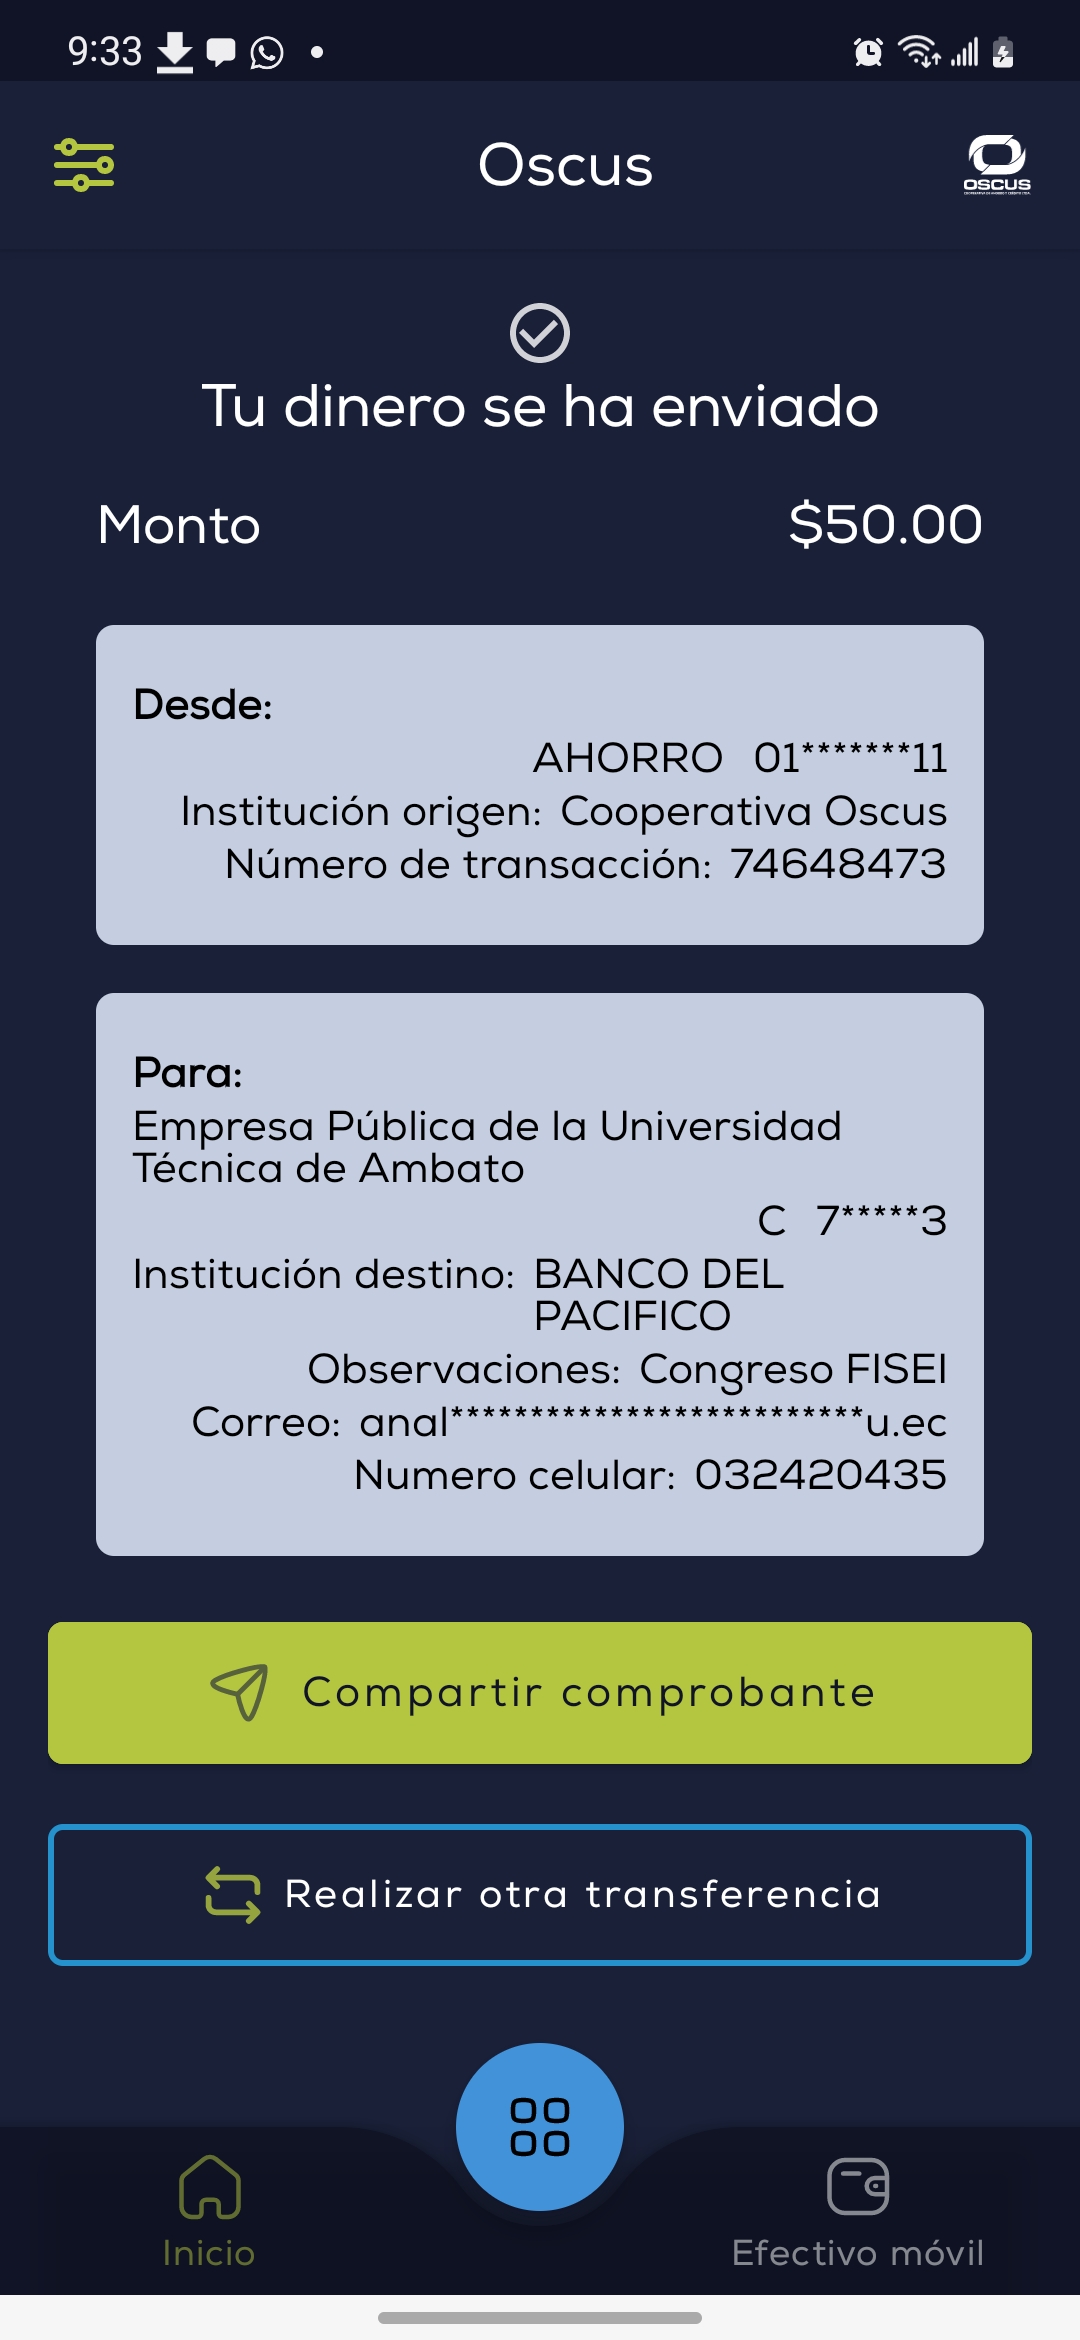 9:33
Oscus
OSCUS
Tu dinero se ha enviado
Monto $50.00
Desde:
AHORRO 01*******11
Institución origen: Cooperativa Oscus
Número de transacción: 74648473
Para:
Empresa Pública de la Universidad
Técnica de Ambato
C 7*****3
Institución destino: BANCO DEL
PACIFICO
Observaciones: Congreso FISEI
Correo: anal**************************u.ec
Numero celular: 032420435
Compartir comprobante
Realizar otra transferencia
Inicio
Efectivo móvil